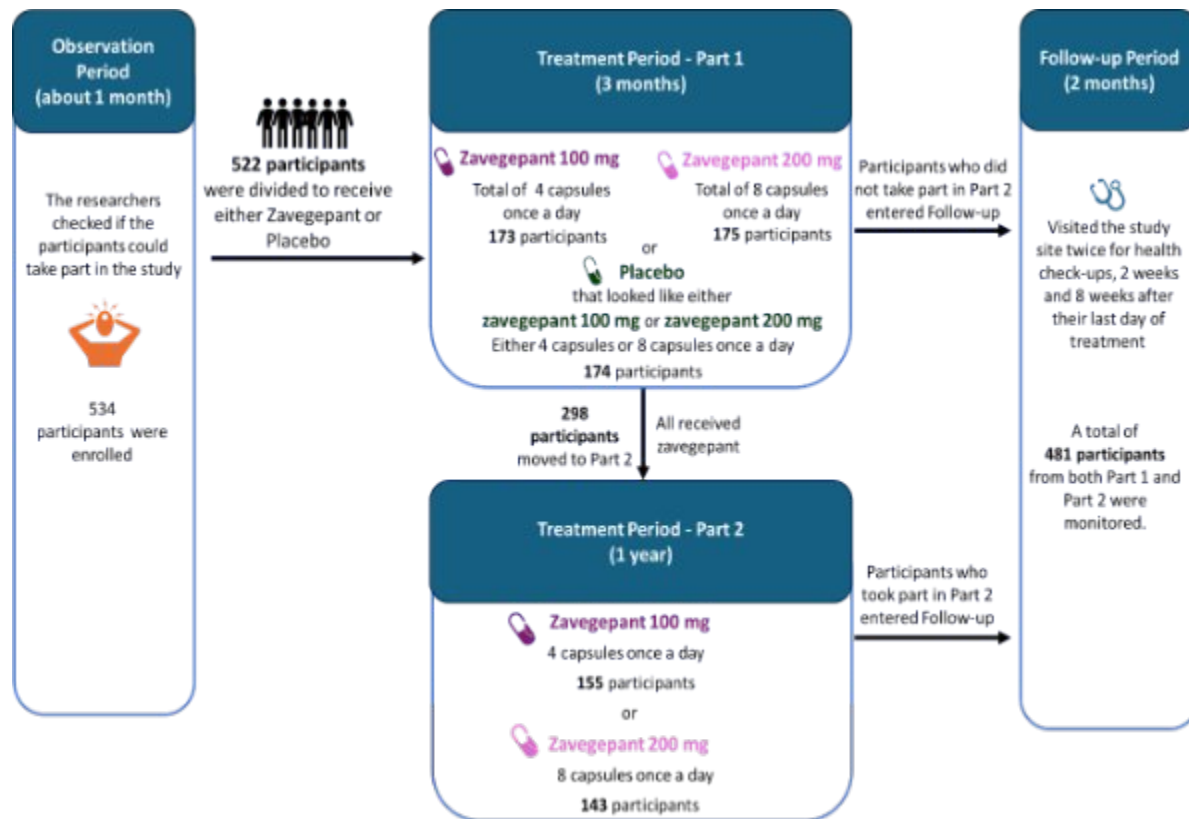 Observation
Period
(about 1 month)
The researchers
checked if the
participants could
take part in the study
534
participants were
enrolled
522 participants
were divided to receive
either Zavegepant or
Placebo
Treatment Period - Part 1
(3 months)
Zavegepant 100 mg
Total of 4 capsules
once a day
173 participants
Zavegepant 200 mg
Total of 8 capsules
once a day
175 participants
or
Placebo
that looked like either
zavegepant 100 mg or zavegepant 200 mg
Either 4 capsules or 8 capsules once a day
174 participants
298
participants
moved to Part 2
All received
zavegepant
Treatment Period - Part 2
(1 year)
Zavegepant 100 mg
4 capsules once a day
155 participants
or
Zavegepant 200 mg
8 capsules once a day
143 participants
Participants who did
not take part in Part 2
entered Follow-up
Participants who
took part in Part 2
entered Follow-up
Follow-up Period
(2 months)
Visited the study
site twice for health
check-ups, 2 weeks
and 8 weeks after
their last day of
treatment
A total of
481 participants
from both Part 1 and
Part 2 were
monitored.